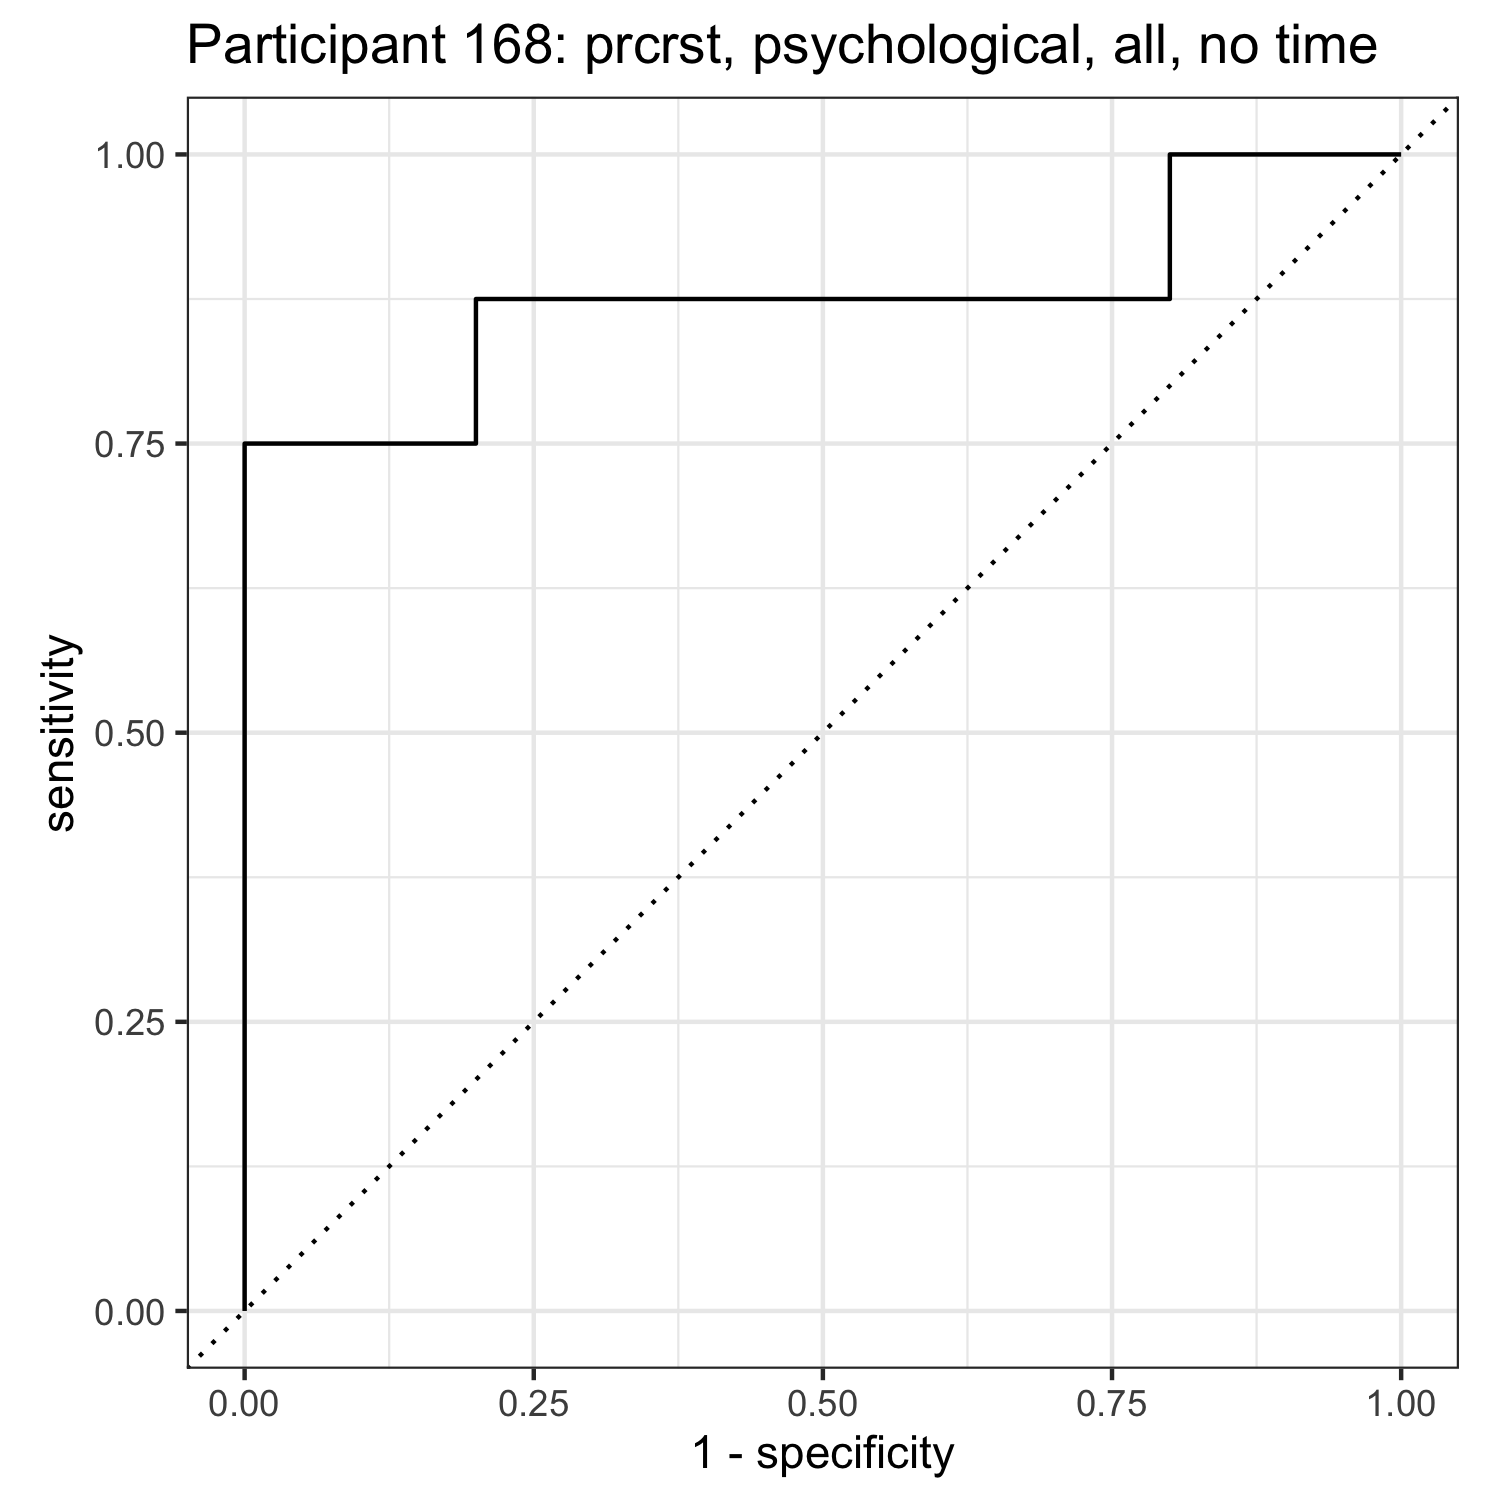 Participant 168: prcrst, psychological, all, no time
1.00
0.75
0.50
0.25
0.00
sensitivity
0.00 0.25 0.50 0.75 1.00
1 - specificity